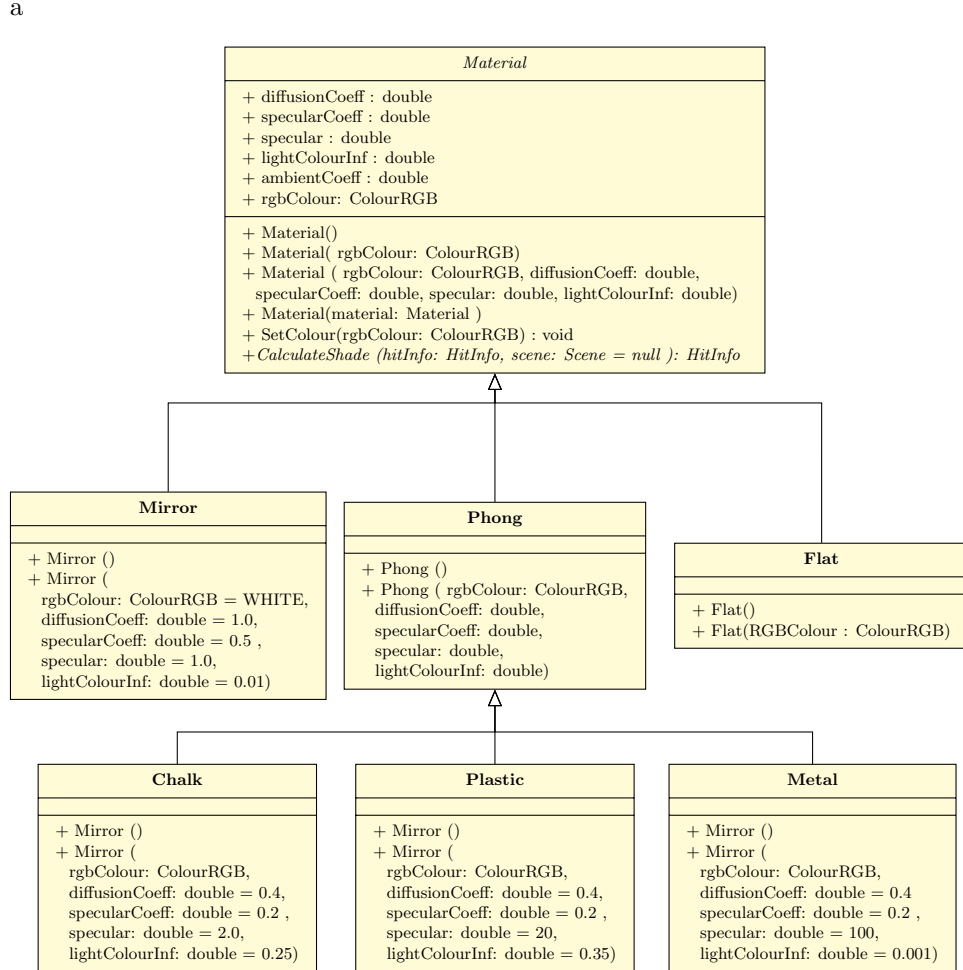 a
Material
+ diffusionCoeff : double
+ specularCoeff : double
+ specular : double
+ lightColourInf : double
+ ambientCoeff : double
+ rgbColour: ColourRGB
+ Material()
+ Material( rgbColour: ColourRGB)
+ Material ( rgbColour: ColourRGB, diffusionCoeff: double,
specularCoeff: double, specular: double, lightColourInf: double)
+ Material(material: Material )
+ SetColour(rgbColour: ColourRGB) : void
+CalculateShade (hitInfo: HitInfo, scene: Scene = null ): HitInfo
Mirror
+ Mirror ()
+ Mirror (
rgbColour: ColourRGB = WHITE,
diffusionCoeff: double = 1.0,
specularCoeff: double = 0.5 ,
specular: double = 1.0,
lightColourInf: double = 0.01)
Phong
+ Phong ()
+ Phong ( rgbColour: ColourRGB,
diffusionCoeff: double,
specularCoeff: double,
specular: double,
lightColourInf: double)
Flat
+ Flat()
+ Flat(RGBColour : ColourRGB)
Chalk
+ Mirror ()
+ Mirror (
rgbColour: ColourRGB,
diffusionCoeff: double = 0.4,
specularCoeff: double = 0.2 ,
specular: double = 2.0,
lightColourInf: double = 0.25)
Plastic
+ Mirror ()
+ Mirror (
rgbColour: ColourRGB,
diffusionCoeff: double = 0.4,
specularCoeff: double = 0.2 ,
specular: double = 20,
lightColourInf: double = 0.35)
Metal
+ Mirror ()
+ Mirror (
rgbColour: ColourRGB,
diffusionCoeff: double = 0.4
specularCoeff: double = 0.2 ,
specular: double = 100,
lightColourInf: double = 0.001)